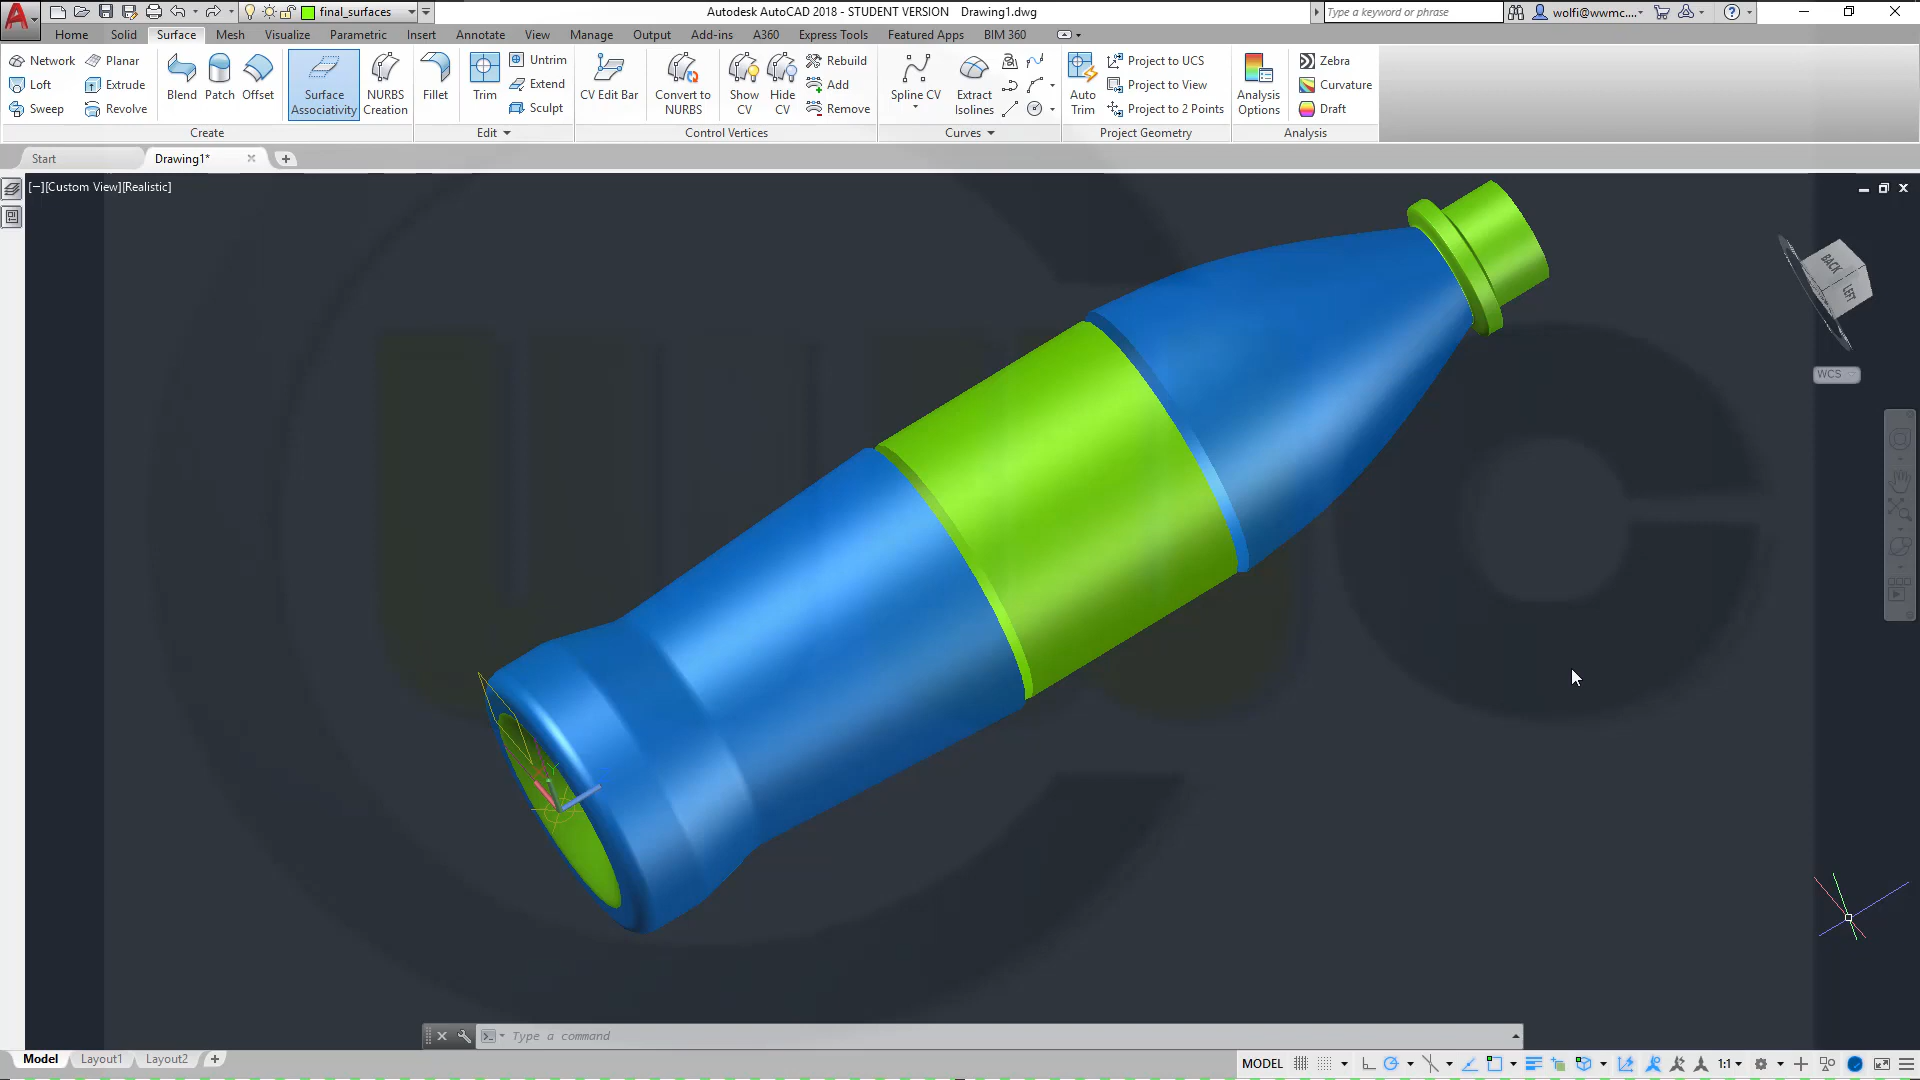 final_surfaces
Autodesk AutoCAD 2018 - STUDENT VERSION Drawing1.dwg
Type a keyword or phrase
wolfi@wwmc....
Home Solid Surface Mesh Visualize Parametric Insert Annotate View Manage Output Add-ins A360 Express Tools Featured Apps BIM 360
Network Planar
Loft Extrude
Sweep Revolve
Blend Patch Offset
Surface Associativity
NURBS Creation
Fillet Trim
Untrim
Extend
Sculpt
CV Edit Bar
Convert to NURBS
Show CV
Hide CV
Rebuild
Add
Remove
Spline CV
Extract Isolines
Auto Trim
Project to UCS
Project to View
Project to 2 Points
Analysis Options
Zebra
Curvature
Draft
Create Edit Control Vertices Curves Project Geometry Analysis
Start Drawing1*
[−][Custom View][Realistic]
BACK
LEFT
WCS
Type a command
Model Layout1 Layout2
MODEL 1:1